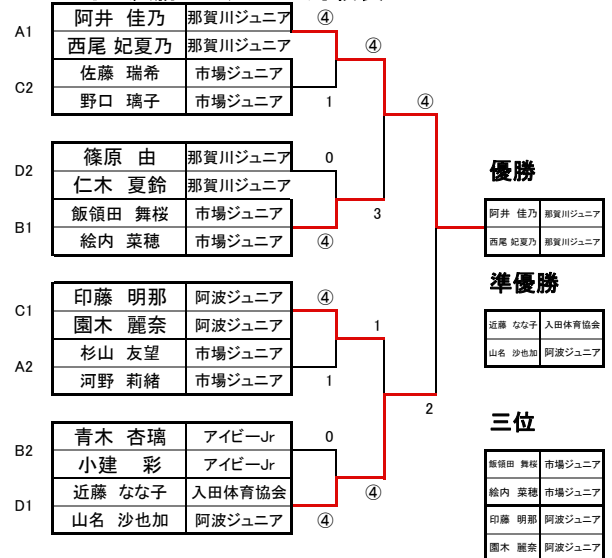 A1 阿井 佳乃 那賀川ジュニア ④
西尾 妃夏乃 那賀川ジュニア ④
C2 佐藤 瑞希 市場ジュニア
野口 璃子 市場ジュニア 1
④
D2 篠原 由 那賀川ジュニア 0
仁木 夏鈴 那賀川ジュニア
B1 飯領田 舞桜 市場ジュニア 3
絵内 菜穂 市場ジュニア ④
C1 印藤 明那 阿波ジュニア ④
園木 麗奈 阿波ジュニア 1
A2 杉山 友望 市場ジュニア
河野 莉緒 市場ジュニア 1
2
B2 青木 杏璃 アイビーJr 0
小建 彩 アイビーJr
D1 近藤 なな子 入田体育協会 ④
山名 沙也加 阿波ジュニア ④
優勝
阿井 佳乃 那賀川ジュニア
西尾 妃夏乃 那賀川ジュニア
準優勝
近藤 なな子 入田体育協会
山名 沙也加 阿波ジュニア
三位
飯領田 舞桜 市場ジュニア
絵内 菜穂 市場ジュニア
印藤 明那 阿波ジュニア
園木 麗奈 阿波ジュニア